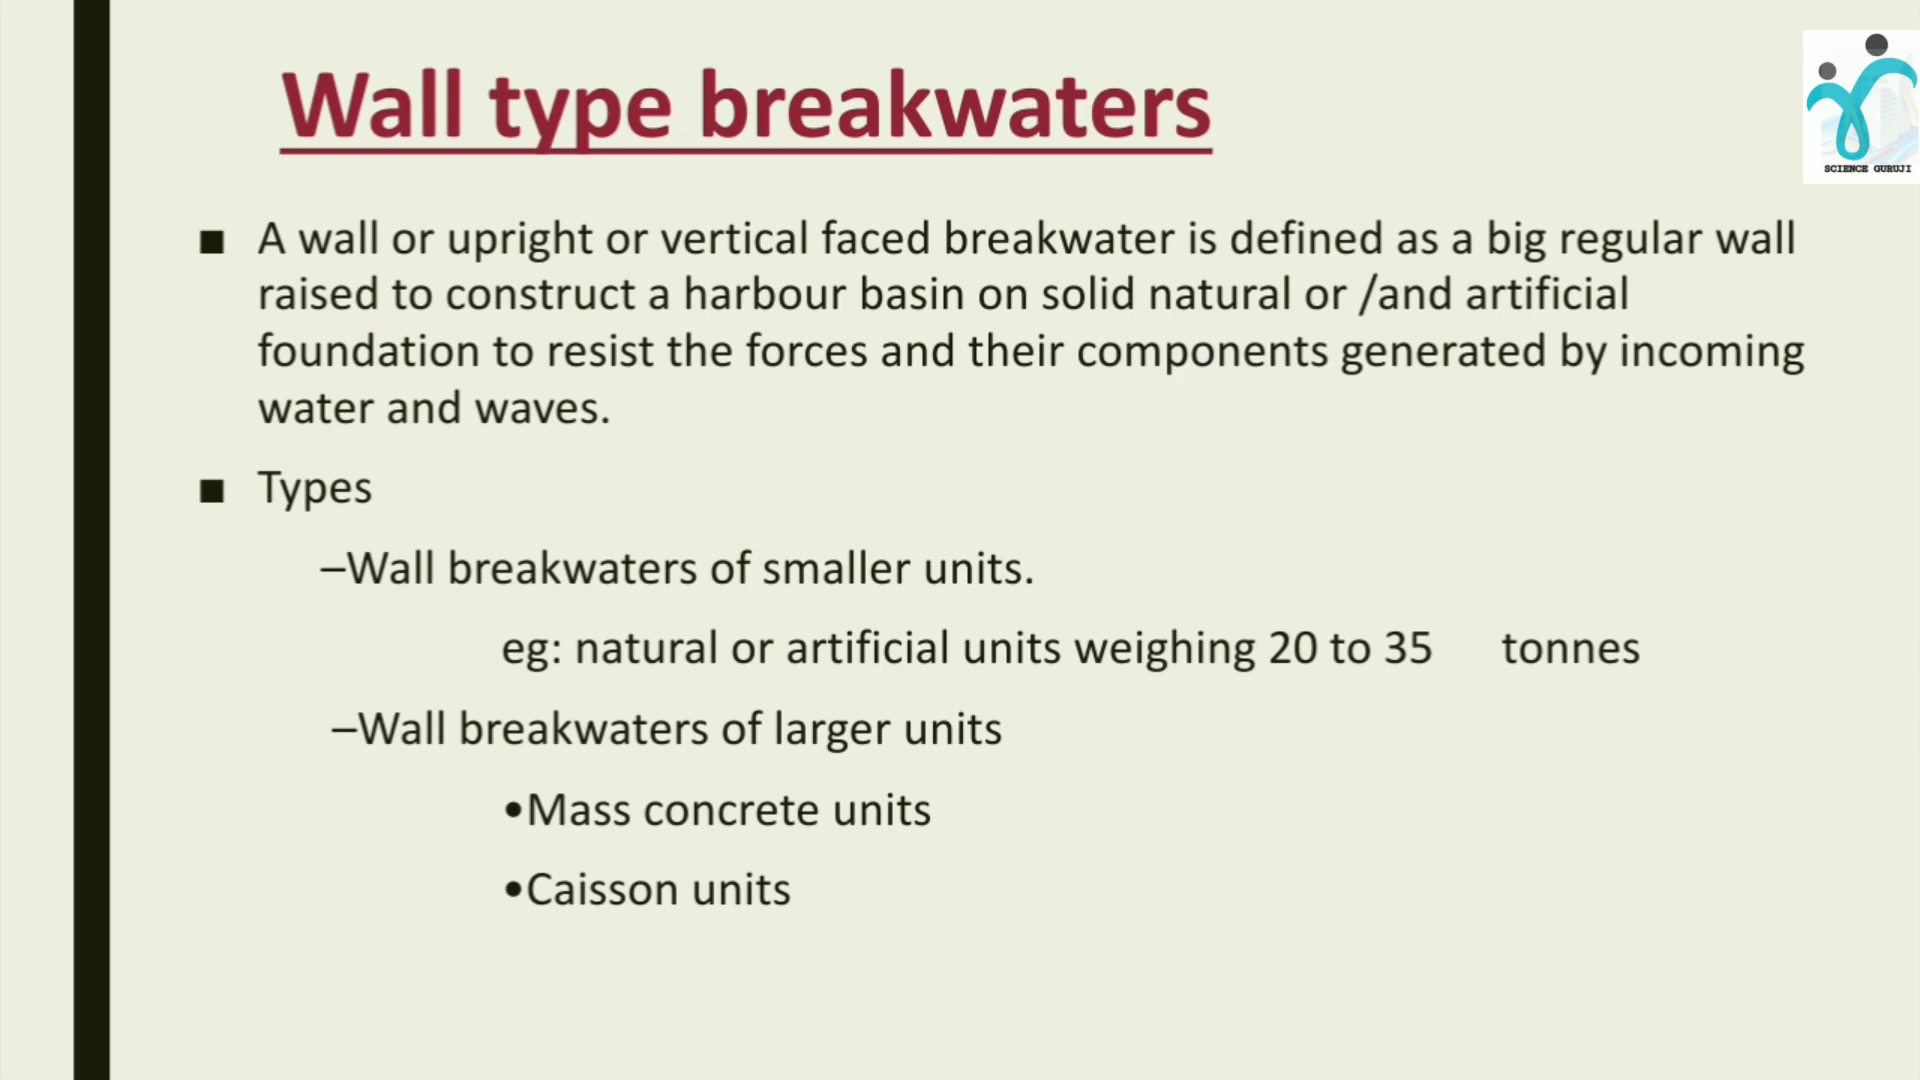 Wall type breakwaters
SCIENCE GURUJI
■ A wall or upright or vertical faced breakwater is defined as a big regular wall
raised to construct a harbour basin on solid natural or /and artificial
foundation to resist the forces and their components generated by incoming
water and waves.
■ Types
–Wall breakwaters of smaller units.
eg: natural or artificial units weighing 20 to 35 tonnes
–Wall breakwaters of larger units
•Mass concrete units
•Caisson units